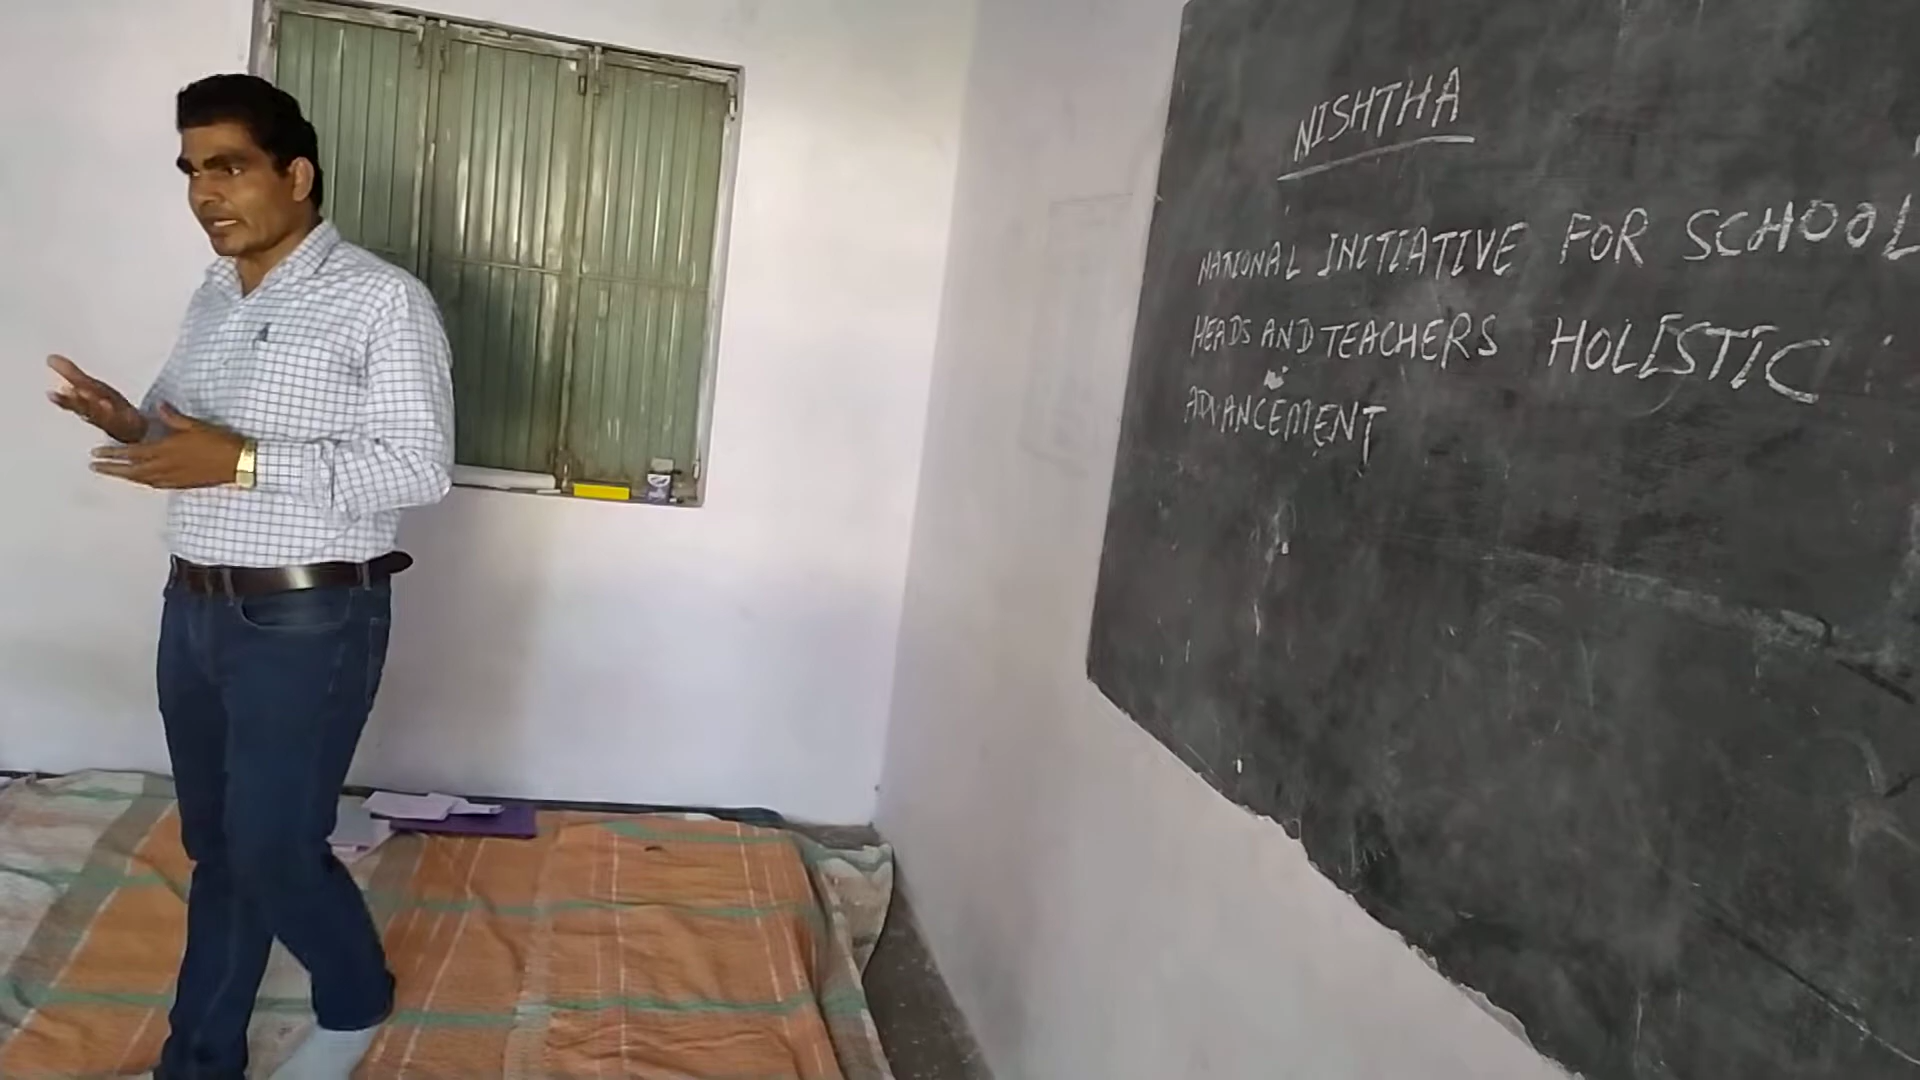 NISHTHA
NATIONAL INITIATIVE FOR SCHOOL
HEADS AND TEACHERS HOLISTIC
ADVANCEMENT